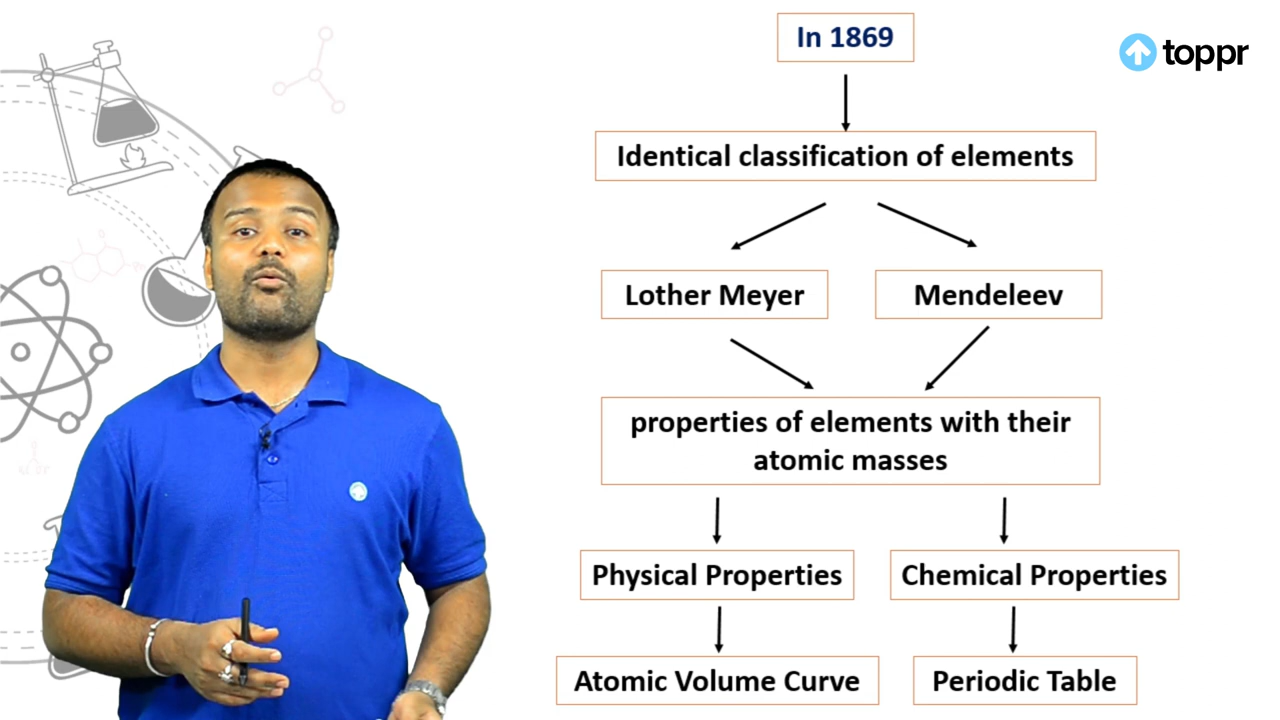 In 1869
toppr
Identical classification of elements
Lother Meyer
Mendeleev
properties of elements with their
atomic masses
Physical Properties
Chemical Properties
Atomic Volume Curve
Periodic Table